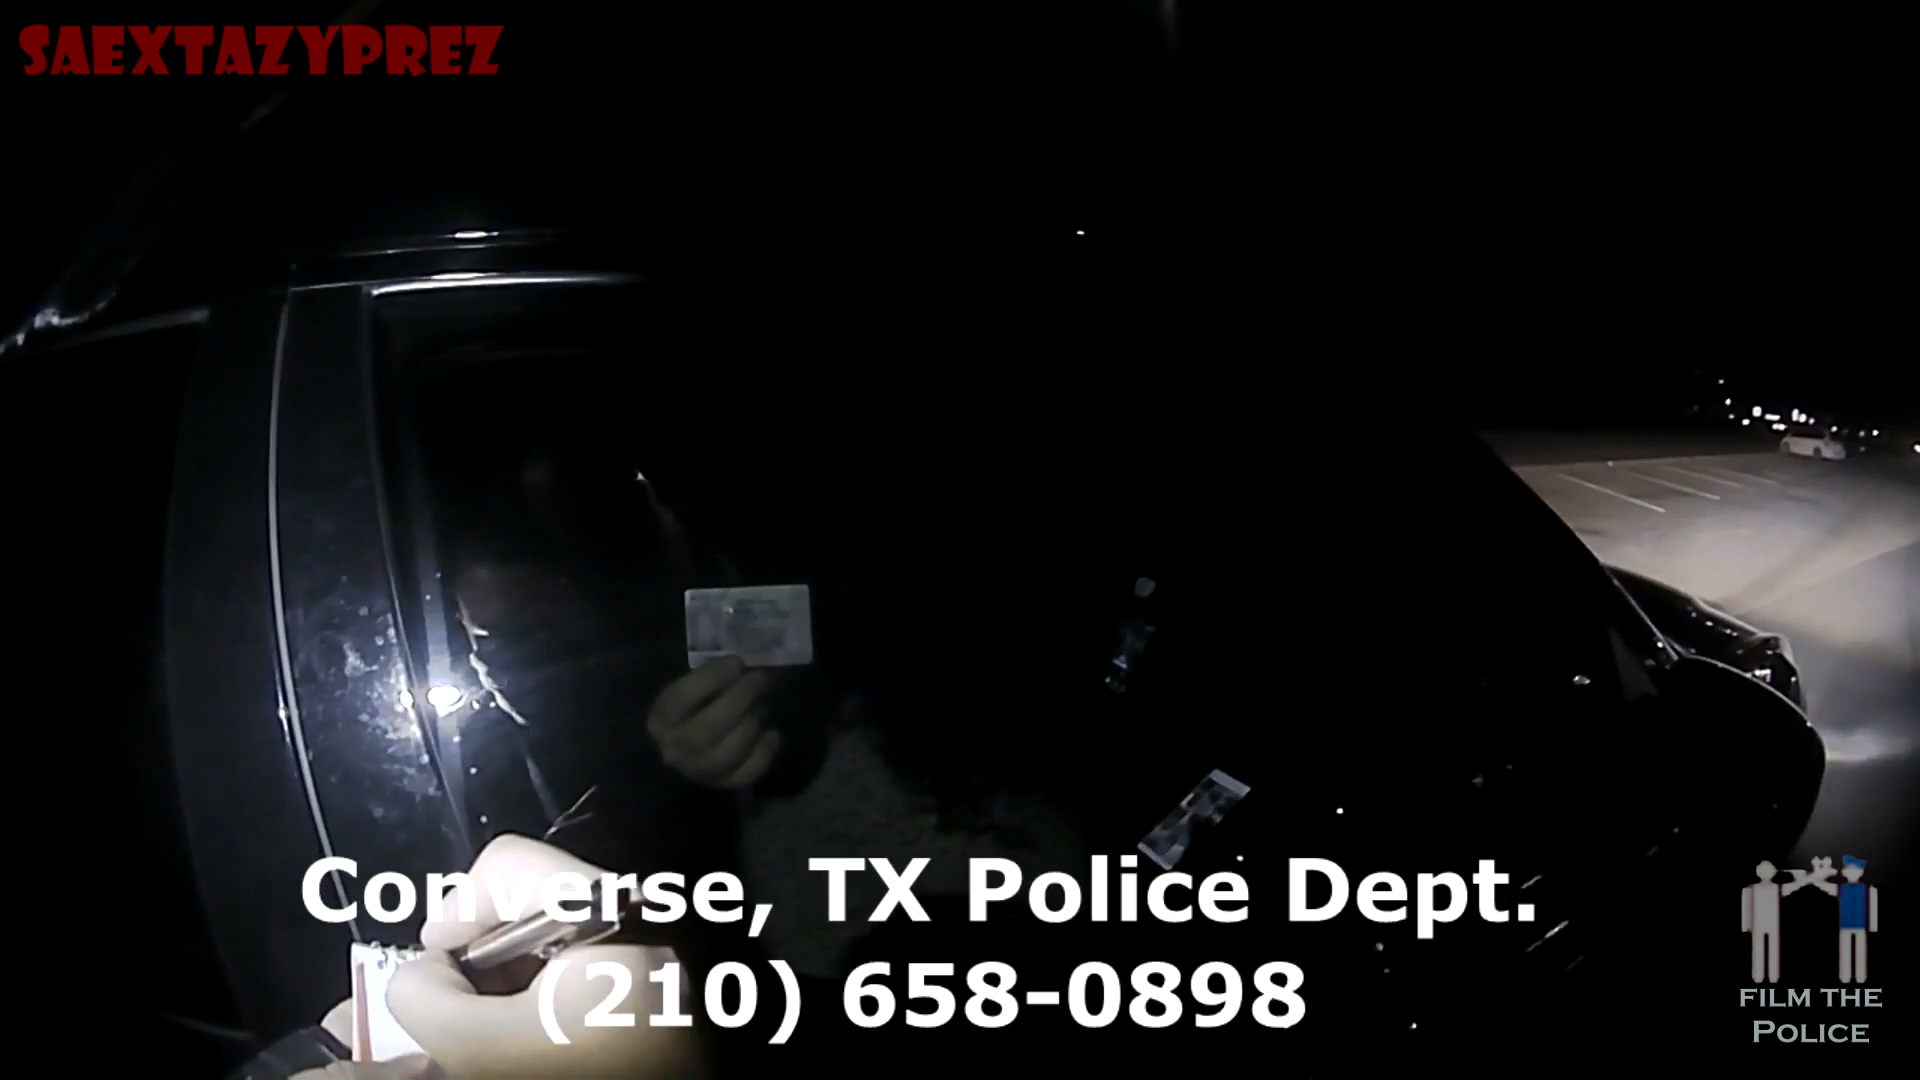 SAEXTAZYPREZ
Converse, TX Police Dept.
(210) 658-0898
FILM THE
POLICE